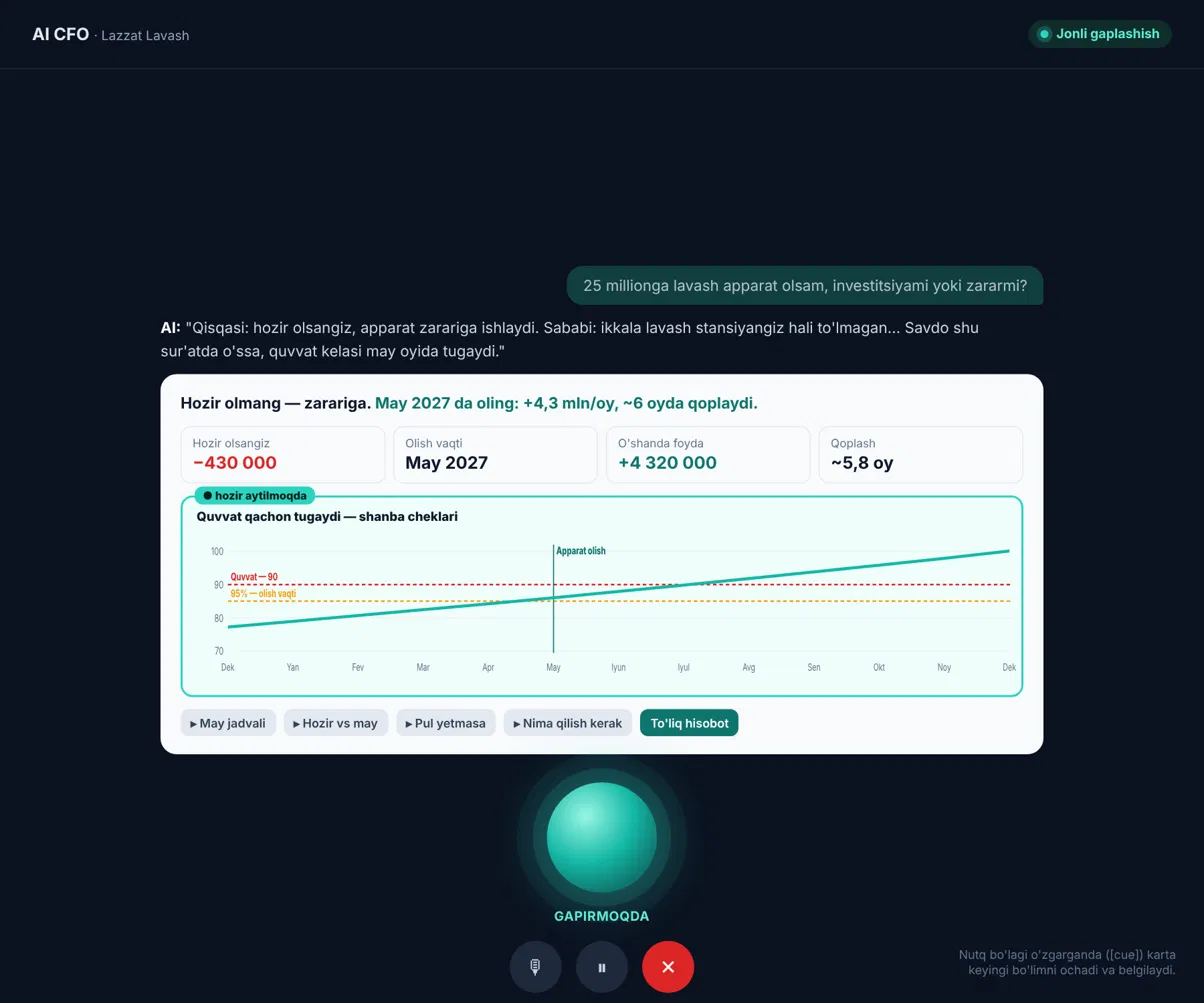 AI CFO · Lazzat Lavash
Jonli gaplashish
25 millionga lavash apparat olsam, investitsiyami yoki zararmi?
AI: "Qisqasi: hozir olsangiz, apparat zarariga ishlaydi. Sababi: ikkala lavash stansiyangiz hali to'lmagan... Savdo shu
sur'atda o'ssa, quvvat kelasi may oyida tugaydi."
Hozir olmang — zarariga. May 2027 da oling: +4,3 mln/oy, ~6 oyda qoplaydi.
Hozir olsangiz
−430 000
Olish vaqti
May 2027
O'shanda foyda
+4 320 000
Qoplash
~5,8 oy
hozir aytilmoqda
Quvvat qachon tugaydi — shanba cheklari
100
Apparat olish
Quvvat — 90
90
95% — olish vaqti
80
70
Dek Yan Fev Mar Apr May Iyun Iyul Avg Sen Okt Noy Dek
▸ May jadvali ▸ Hozir vs may ▸ Pul yetmasa ▸ Nima qilish kerak To'liq hisobot
GAPIRMOQDA
Nutq bo'lagi o'zgarganda ([cue]) karta
keyingi bo'limni ochadi va belgilaydi.